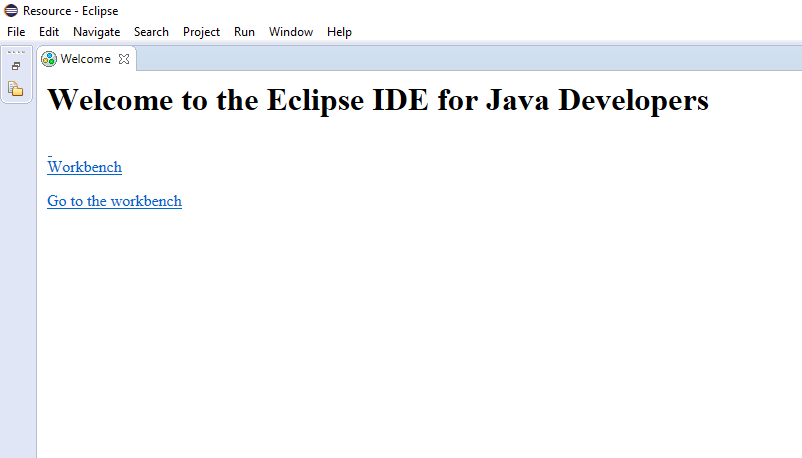 Resource - Eclipse
File Edit Navigate Search Project Run Window Help
Welcome
Welcome to the Eclipse IDE for Java Developers
Workbench
Go to the workbench